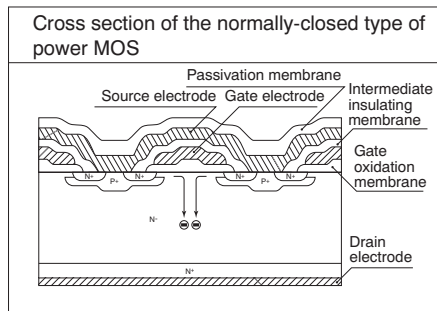 Cross section of the normally-closed type of
power MOS
Passivation membrane
Source electrode Gate electrode
Intermediate
insulating
membrane
Gate
oxidation
membrane
N+ N+ N+ N+
P+ P+
N−
N+
Drain
electrode